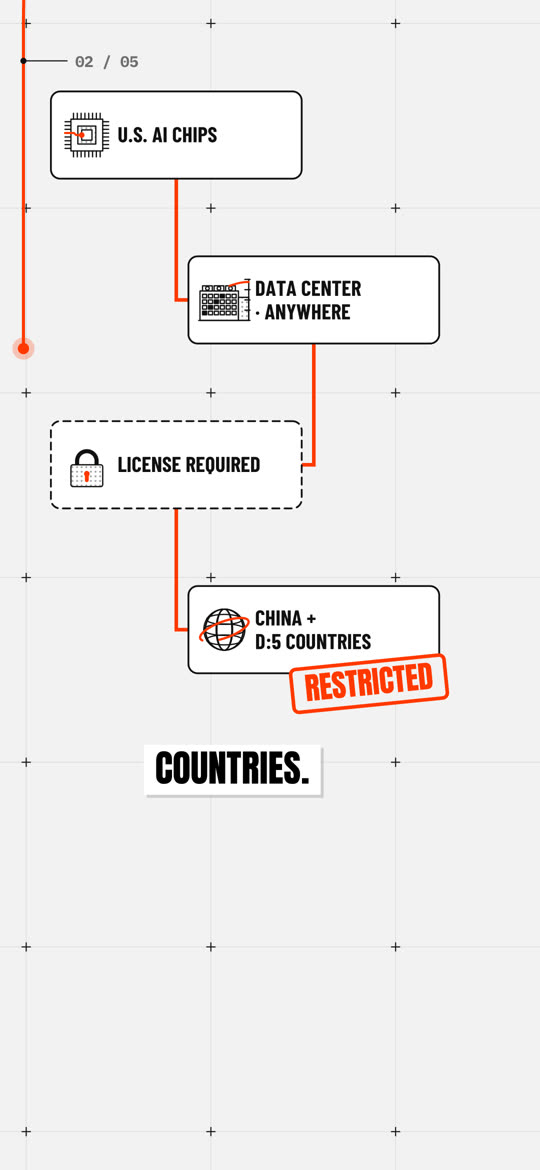 02 / 05
U.S. AI CHIPS
DATA CENTER
· ANYWHERE
LICENSE REQUIRED
CHINA +
D:5 COUNTRIES
RESTRICTED
COUNTRIES.